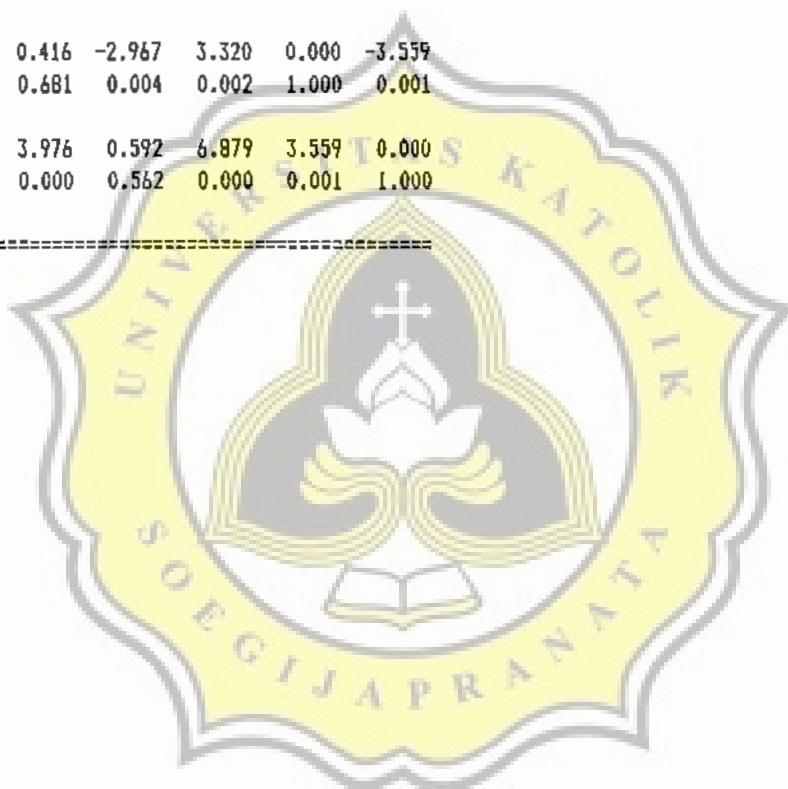 0.416 -2.967 3.320 0.000 -3.559
0.681 0.004 0.002 1.000 0.001
3.976 0.592 6.879 3.559 0.000
0.000 0.562 0.000 0.001 1.000
UNIVERSITAS KATOLIK
SOEGIJAPRANATA